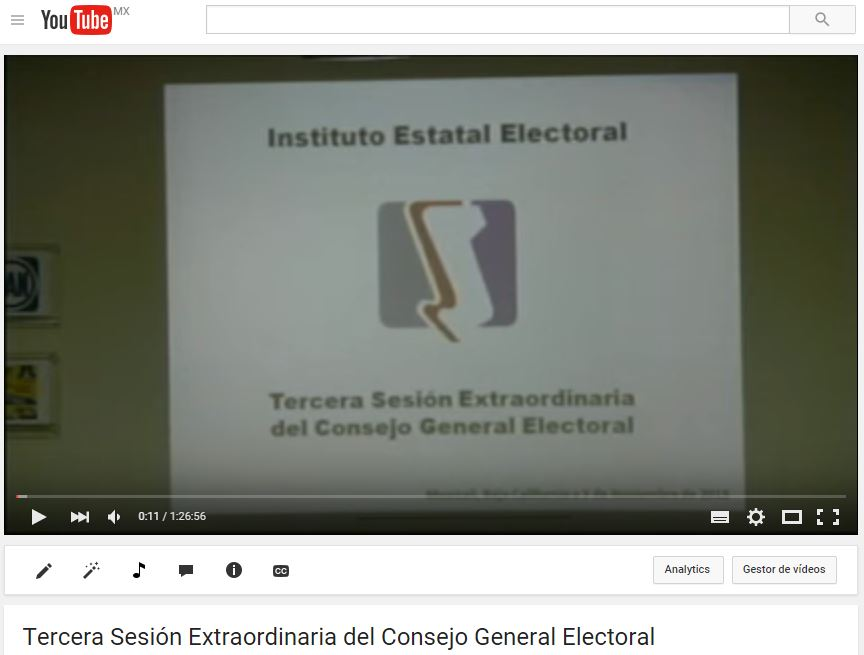 YouTube MX
Instituto Estatal Electoral
Tercera Sesión Extraordinaria
del Consejo General Electoral
0:11 / 1:26:56
CC
Analytics
Gestor de vídeos
Tercera Sesión Extraordinaria del Consejo General Electoral